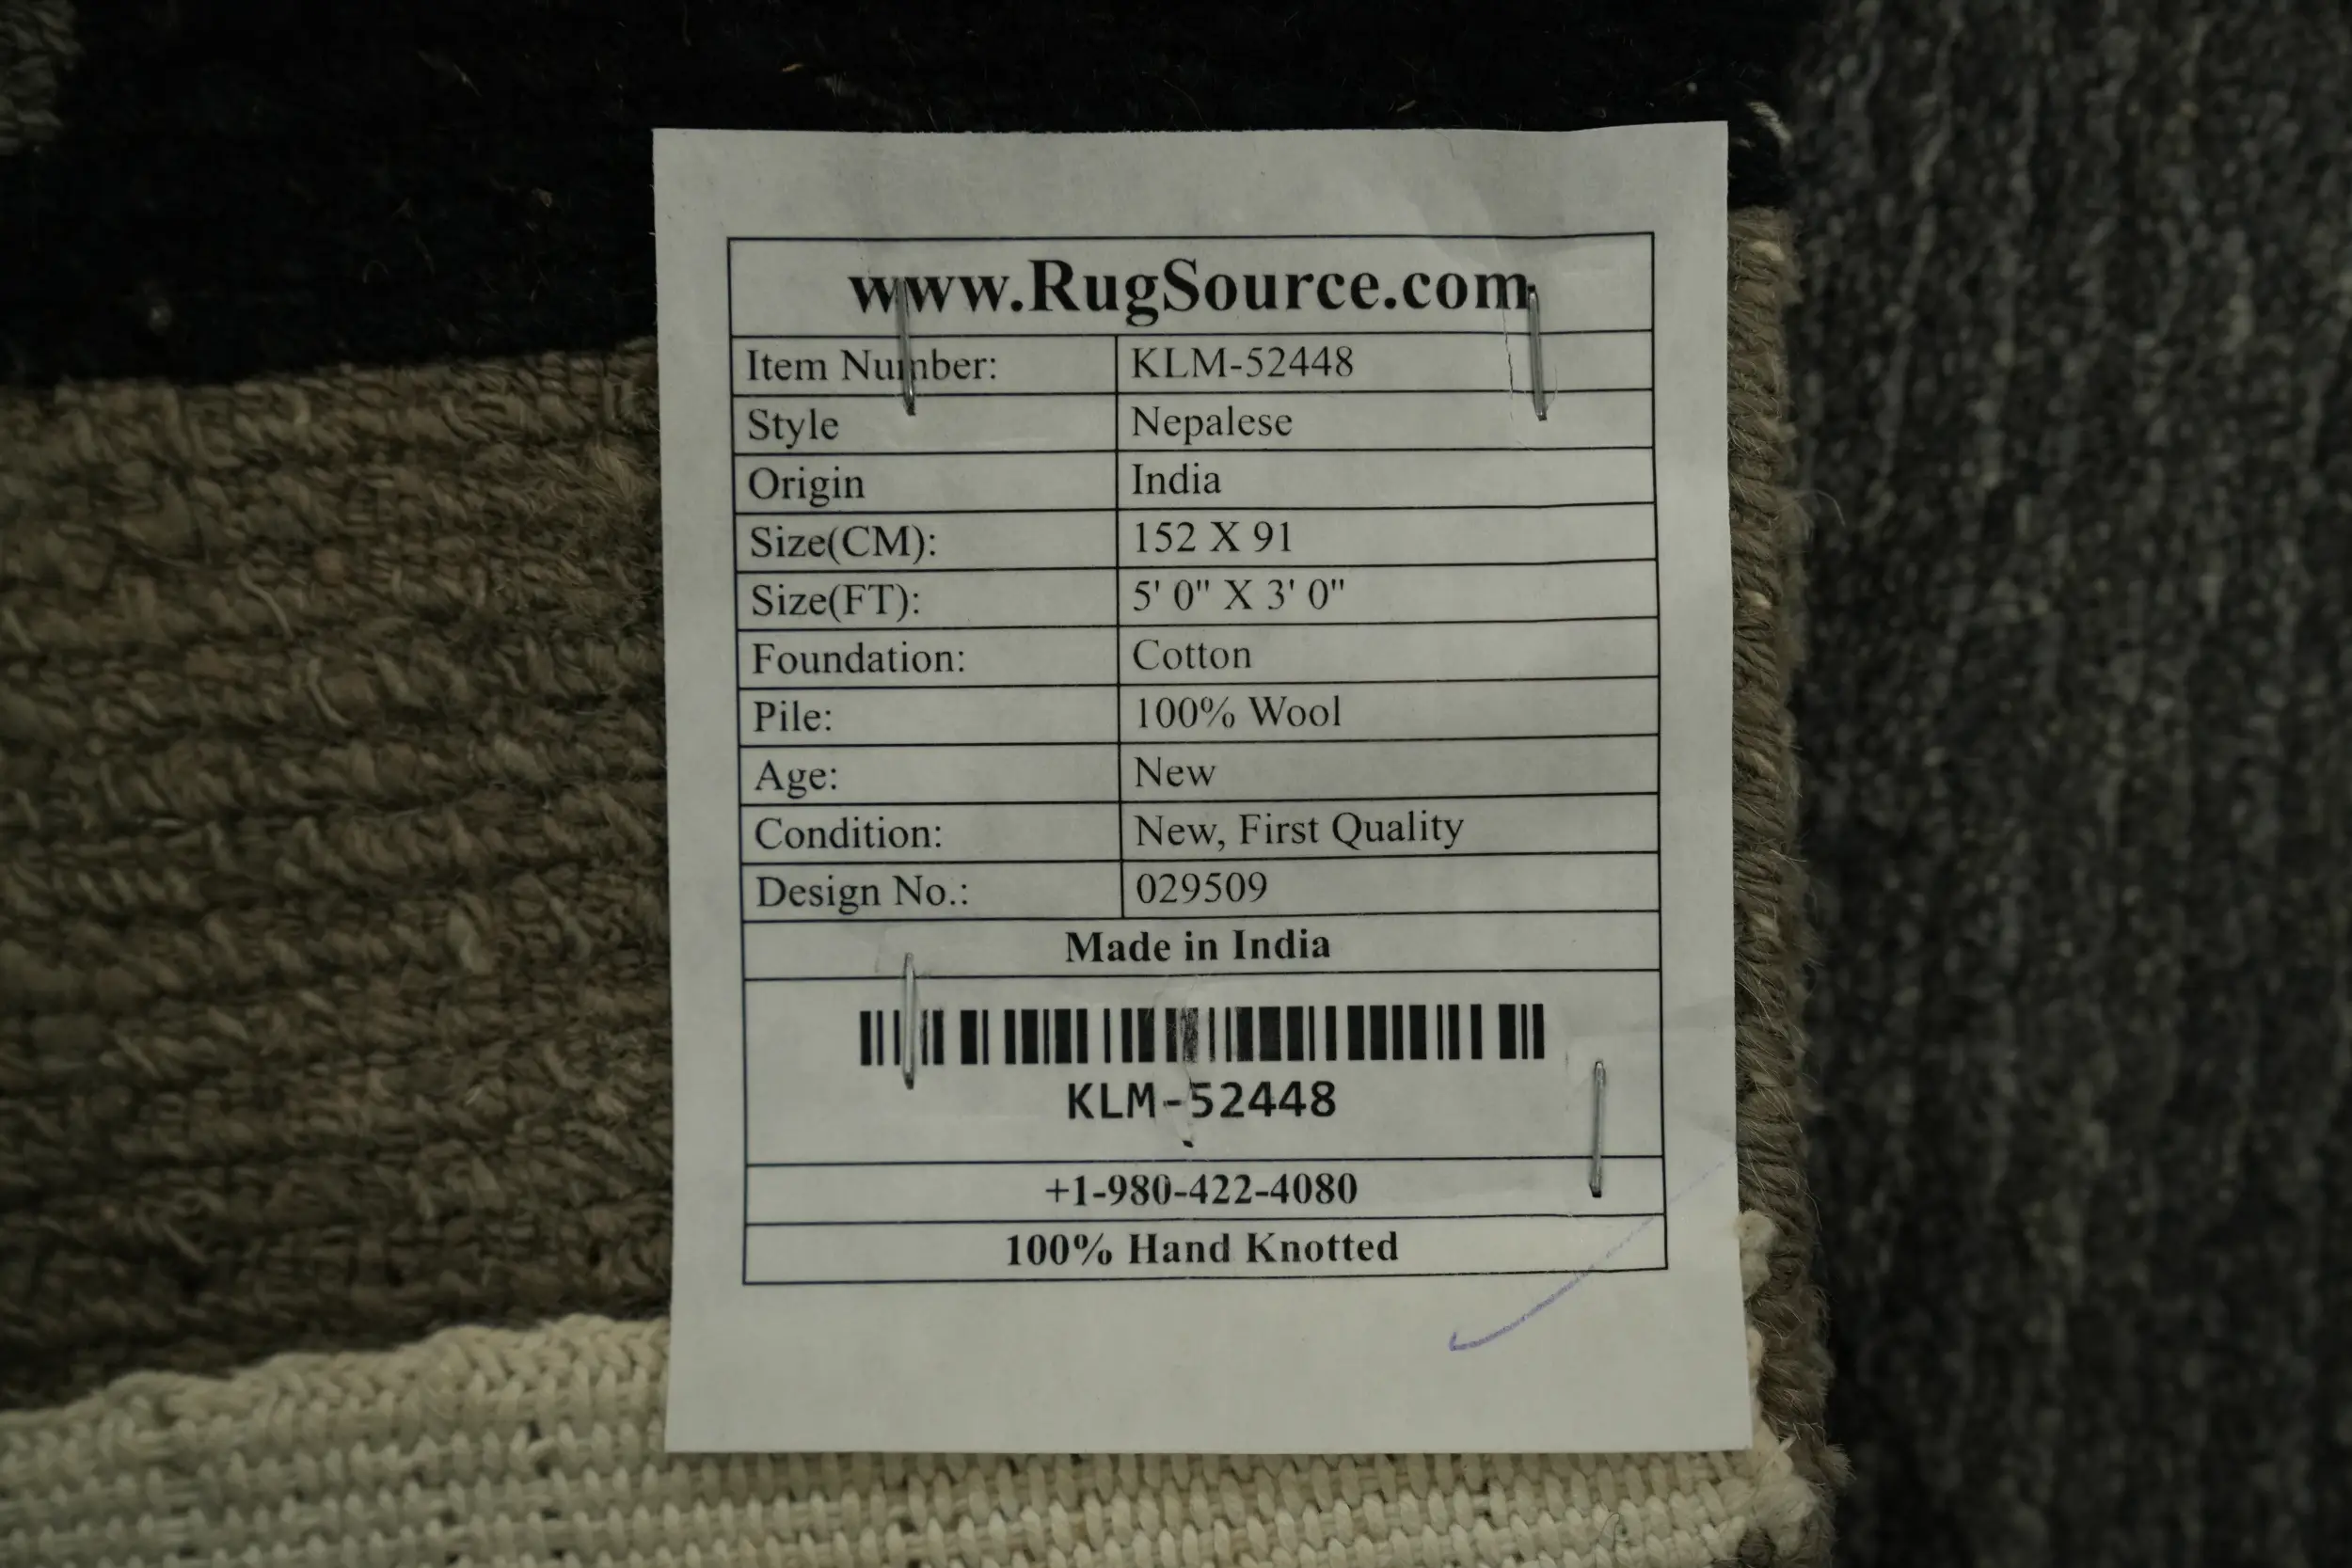 www.RugSource.com
Item Number: KLM-52448
Style Nepalese
Origin India
Size(CM): 152 X 91
Size(FT): 5' 0" X 3' 0"
Foundation: Cotton
Pile: 100% Wool
Age: New
Condition: New, First Quality
Design No.: 029509
Made in India
KLM-52448
+1-980-422-4080
100% Hand Knotted